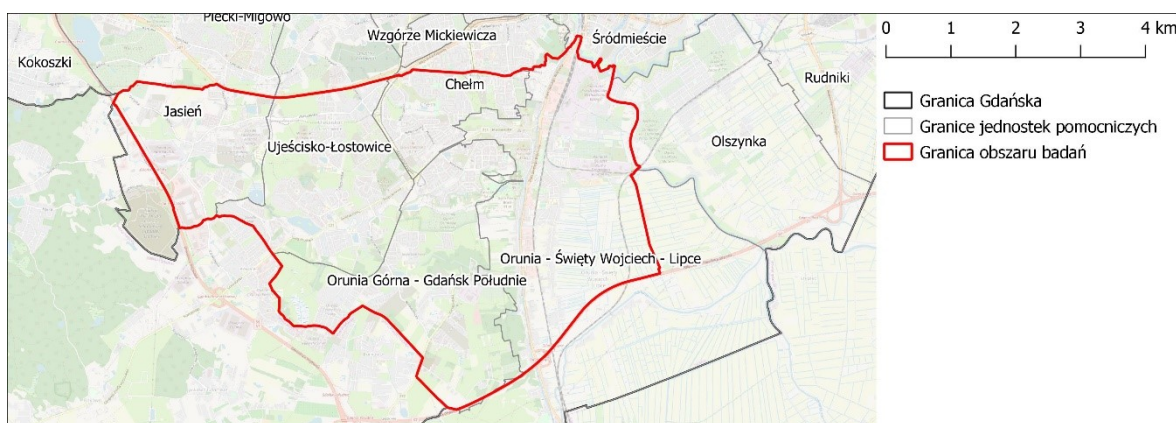 Piecki-Migowo
Wzgórze Mickiewicza
Śródmieście
Kokoszki
Chełm
Rudniki
Jasień
Olszynka
Ujeścisko-Łostowice
Orunia - Święty Wojciech - Lipce
Orunia Górna - Gdańsk Południe
0 1 2 3 4 km
Granica Gdańska
Granice jednostek pomocniczych
Granica obszaru badań